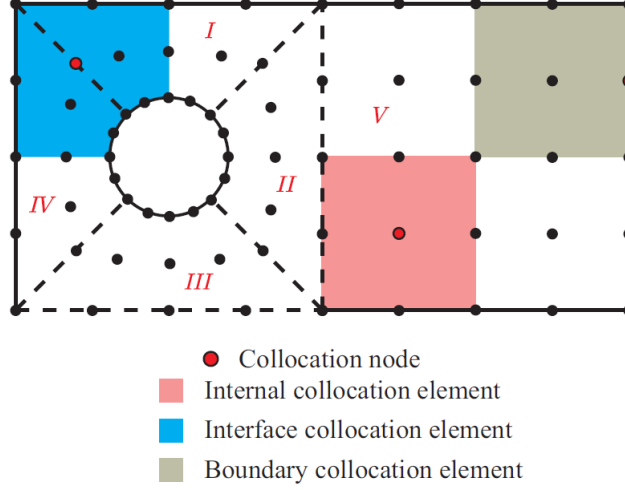 I
V
II
IV
III
Collocation node
Internal collocation element
Interface collocation element
Boundary collocation element